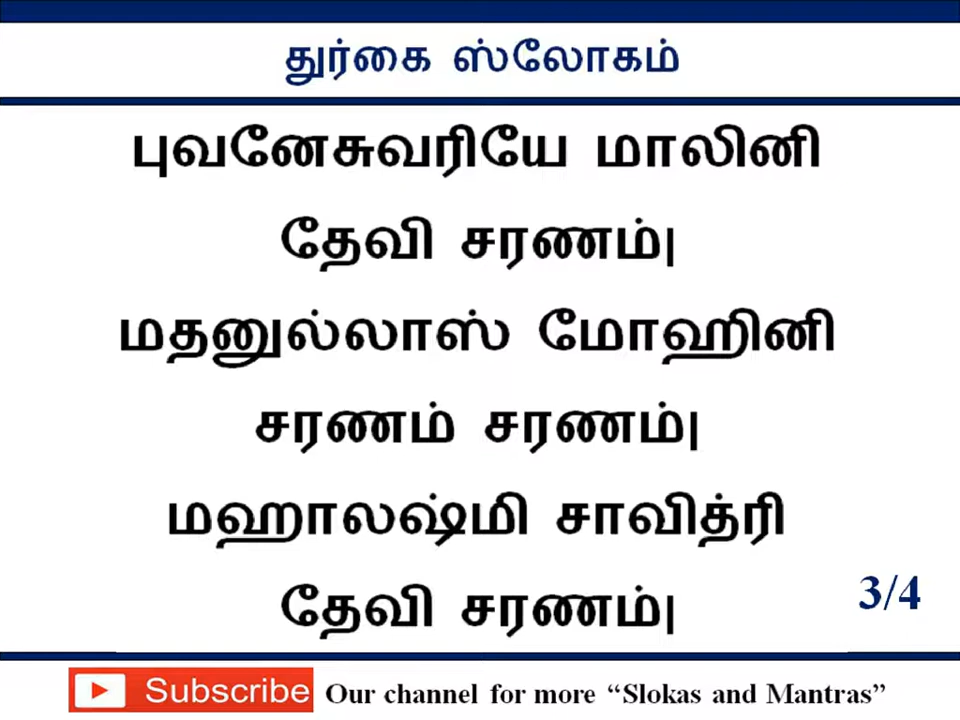 துர்கை ஸ்லோகம்
புவனேசுவரியே மாலினி
தேவி சரணம்|
மதனுல்லாஸ் மோஹினி
சரணம் சரணம்|
மஹாலஷ்மி சாவித்ரி
தேவி சரணம்|
3/4
Subscribe Our channel for more “Slokas and Mantras”